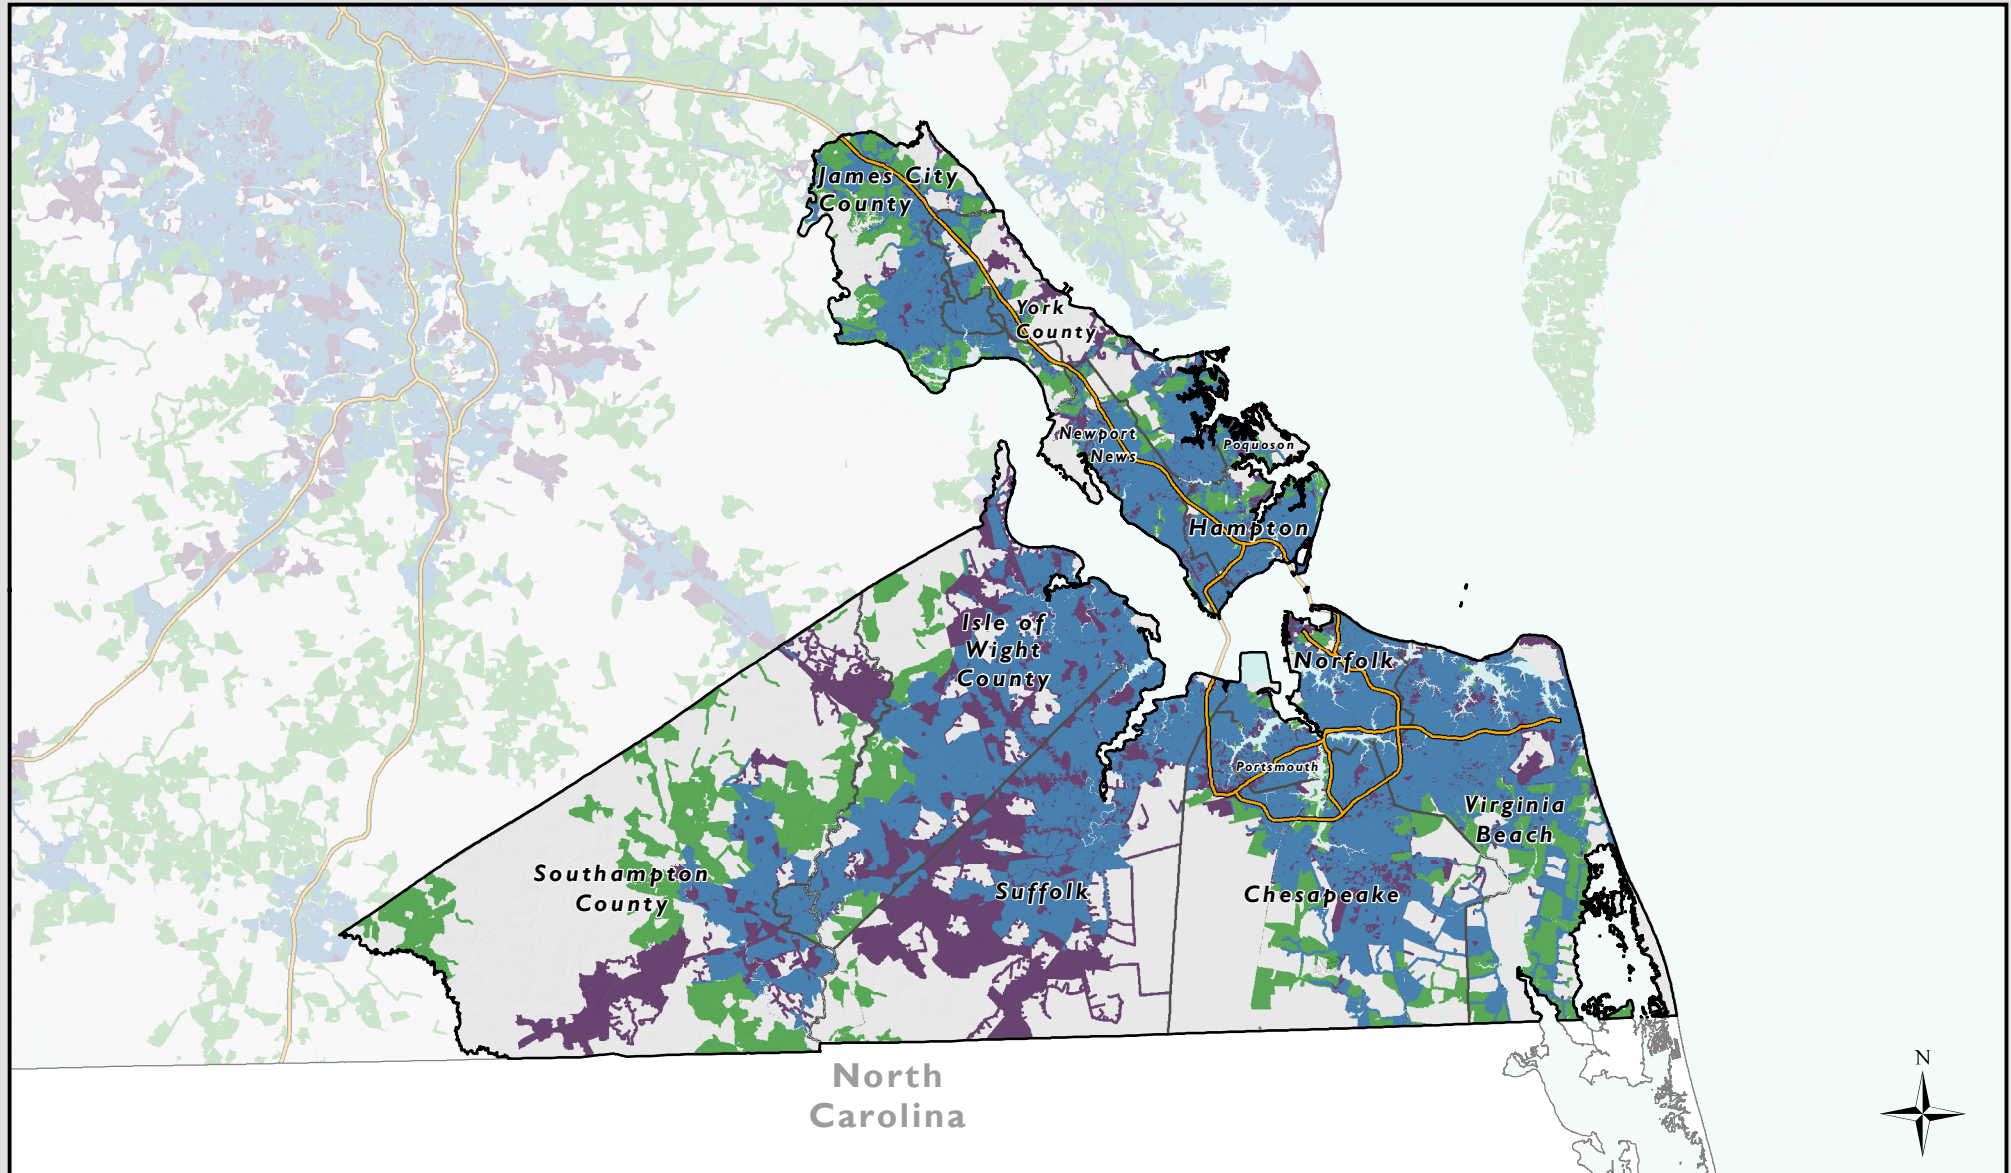 James City
County
York
County
Newport
News
Poquoson
Hampton
Isle of
Wight
County
Norfolk
Portsmouth
Virginia
Beach
Southampton
County
Suffolk
Chesapeake
North
Carolina
N